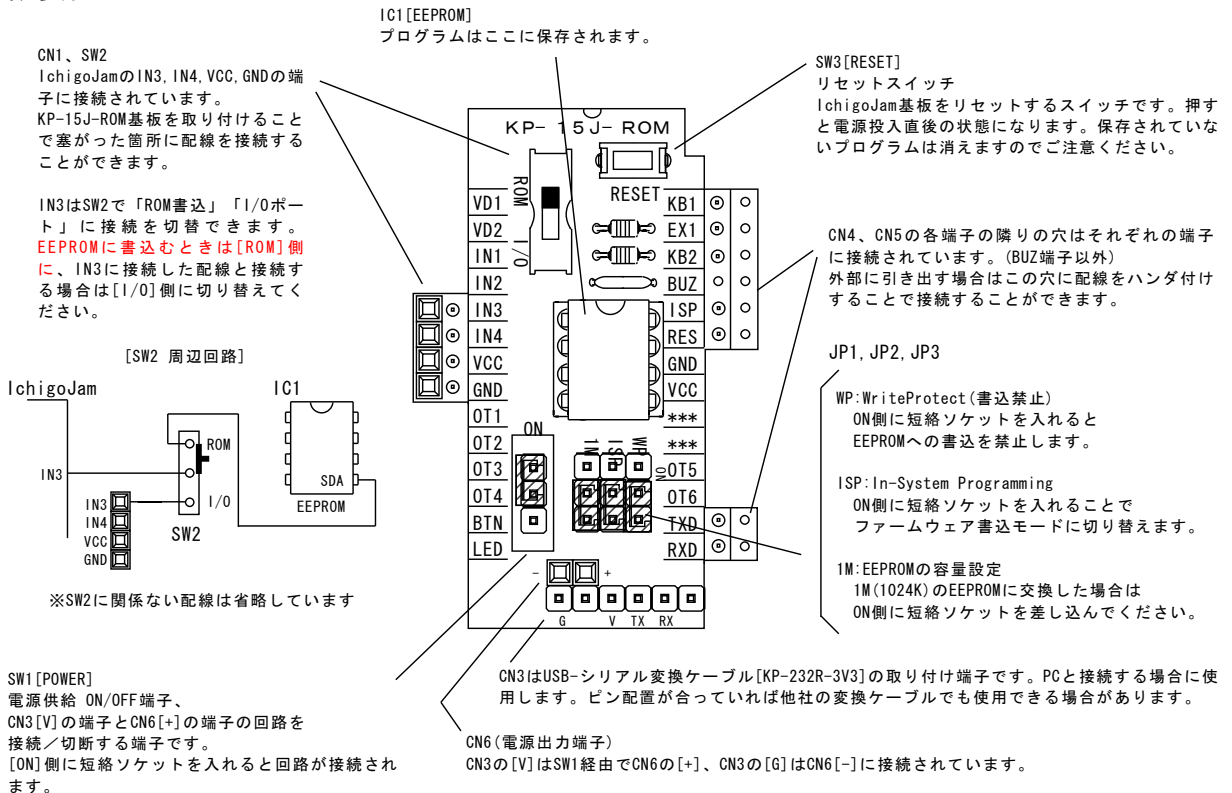 IC1[EEPROM]
プログラムはここに保存されます。
CN1、SW2
IchigoJamのIN3,IN4,VCC,GNDの端
子に接続されています。
KP-15J-ROM基板を取り付けること
で塞がった箇所に配線を接続する
ことができます。
IN3はSW2で「ROM書込」「I/Oポー
ト」に接続を切替できます。
EEPROMに書込むときは[ROM]側
に、IN3に接続した配線と接続す
る場合は[I/O]側に切り替えてく
ださい。
SW3[RESET]
リセットスイッチ
IchigoJam基板をリセットするスイッチです。押す
と電源投入直後の状態になります。保存されていな
いプログラムは消えますのでご注意ください。
KP-15J-ROM
ROM
I/O
RESET
VD1
VD2
IN1
IN2
IN3
IN4
VCC
GND
OT1
OT2
OT3
OT4
BTN
LED
KB1
EX1
KB2
BUZ
ISP
RES
GND
VCC
***
***
OT5
OT6
TXD
RXD
ON
1M
ISP
WP
ON
- +
G V TX RX
CN4、CN5の各端子の隣りの穴はそれぞれの端子
に接続されています。(BUZ端子以外)
外部に引き出す場合はこの穴に配線をハンダ付け
することで接続することができます。
JP1,JP2,JP3
WP:WriteProtect(書込禁止)
ON側に短絡ソケットを入れると
EEPROMへの書込を禁止します。
ISP:In-System Programming
ON側に短絡ソケットを入れることで
ファームウェア書込モードに切り替えます。
1M:EEPROMの容量設定
1M(1024K)のEEPROMに交換した場合は
ON側に短絡ソケットを差し込んでください。
[SW2 周辺回路]
IchigoJam
IC1
ROM
IN3
I/O
SDA
EEPROM
IN3
IN4
VCC
GND
SW2
※SW2に関係ない配線は省略しています
SW1[POWER]
電源供給 ON/OFF端子、
CN3[V]の端子とCN6[+]の端子の回路を
接続／切断する端子です。
[ON]側に短絡ソケットを入れると回路が接続され
ます。
CN3はUSB-シリアル変換ケーブル[KP-232R-3V3]の取り付け端子です。PCと接続する場合に使
用します。ピン配置が合っていれば他社の変換ケーブルでも使用できる場合があります。
CN6(電源出力端子)
CN3の[V]はSW1経由でCN6の[+]、CN3の[G]はCN6[-]に接続されています。